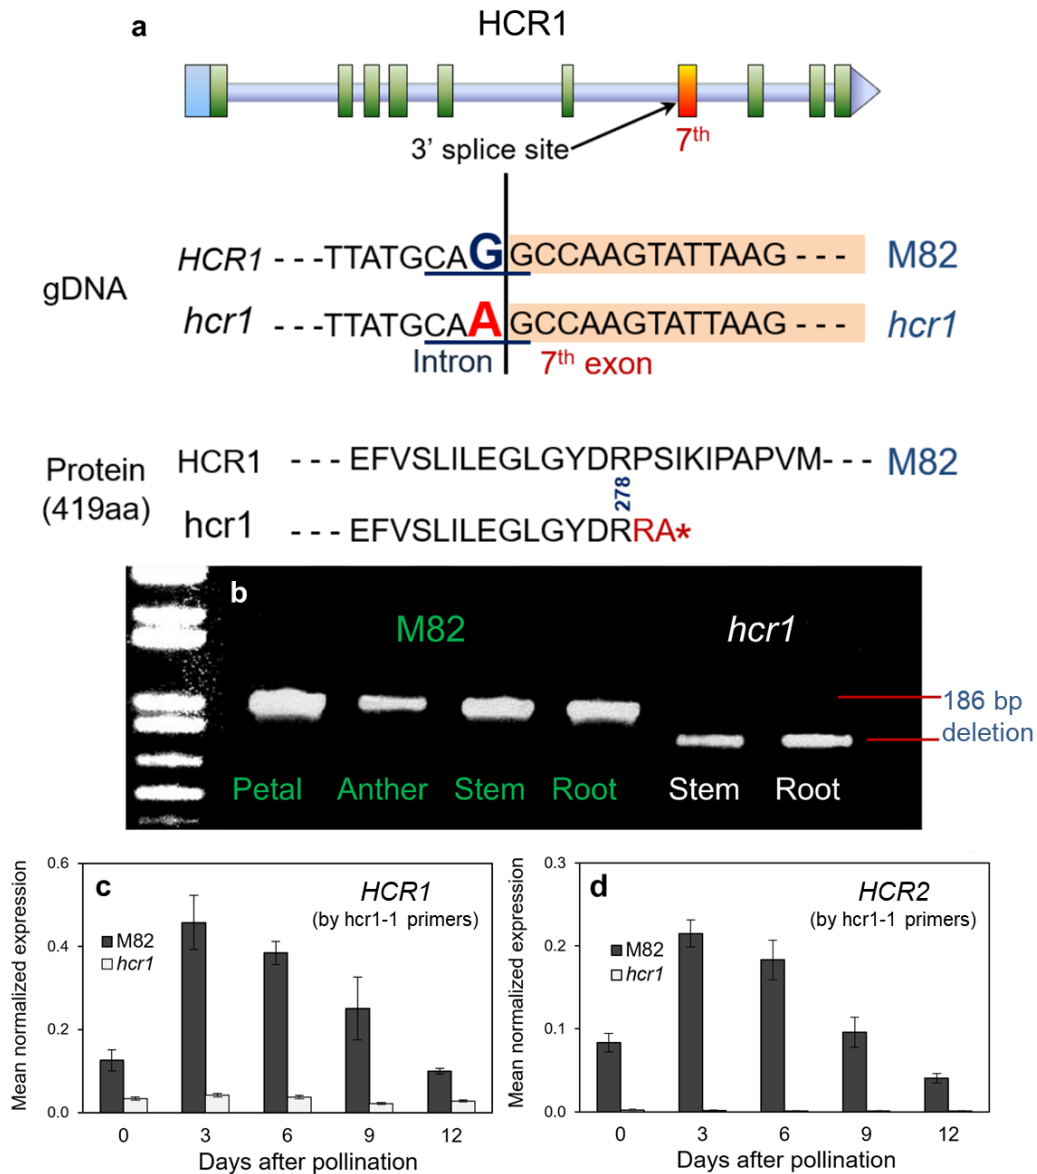 a
HCR1
3' splice site
7th
gDNA
HCR1 - - -TTATGCAG GCCAAGTATTAAG - - - M82
hcr1 - - -TTATGCAA GCCAAGTATTAAG - - - hcr1
Intron 7th exon
Protein
(419aa)
HCR1 - - - EFVSLILEGLGYDRPSIKIPAPVM- - - M82
278
hcr1 - - - EFVSLILEGLGYDRRA*
b
M82 hcr1
186 bp
deletion
Petal Anther Stem Root Stem Root
c
HCR1
(by hcr1-1 primers)
M82
hcr1
Mean normalized expression
0.6
0.4
0.2
0.0
0 3 6 9 12
Days after pollination
d
HCR2
(by hcr1-1 primers)
M82
hcr1
Mean normalized expression
0.3
0.2
0.1
0.0
0 3 6 9 12
Days after pollination